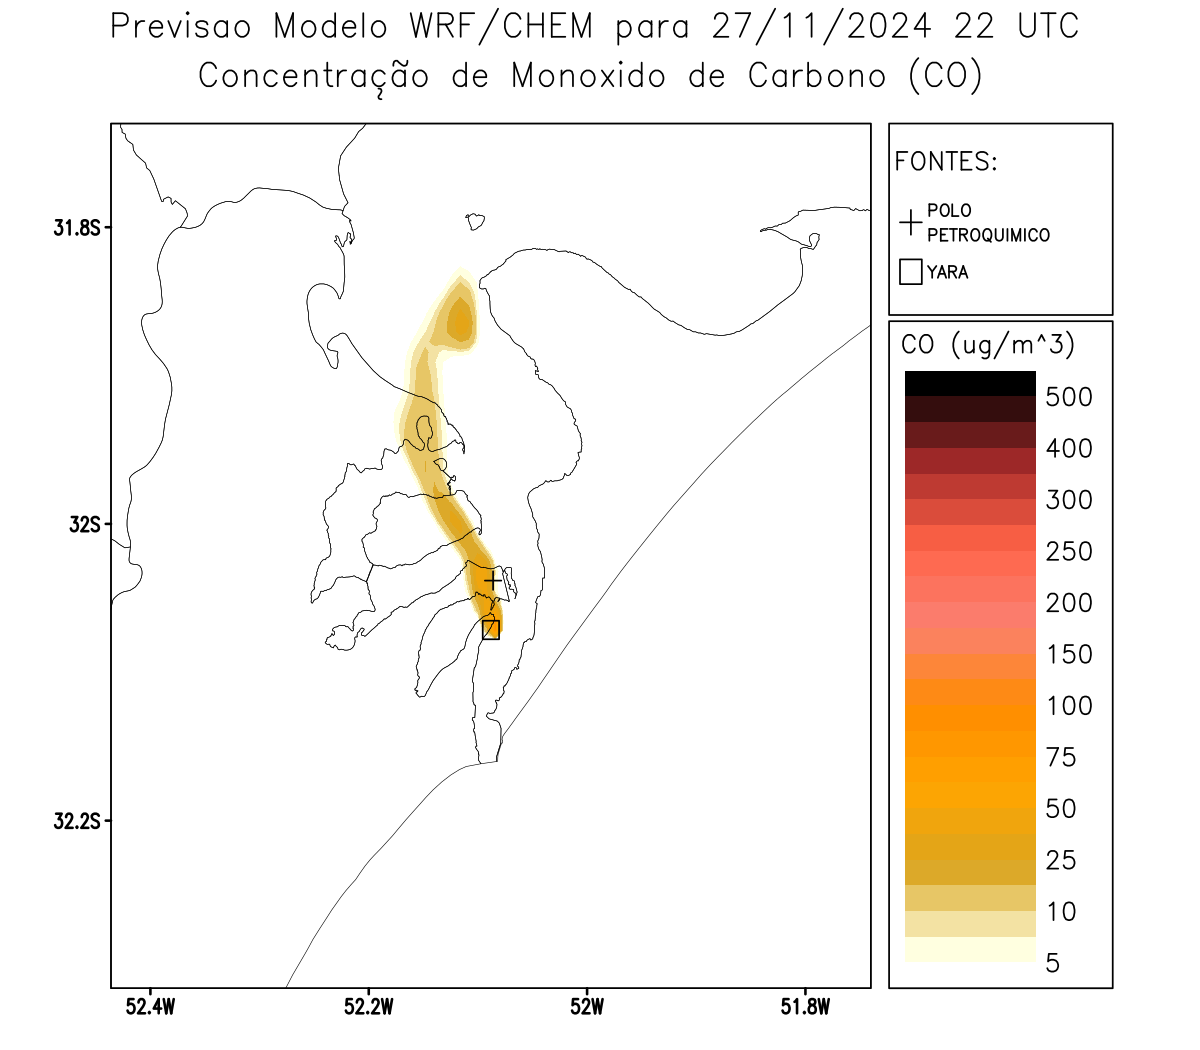 Previsao Modelo WRF/CHEM para 27/11/2024 22 UTC
Concentração de Monoxido de Carbono (CO)
FONTES:
POLO
PETROQUIMICO
YARA
CO (ug/m^3)
500
400
300
250
200
150
100
75
50
25
10
5
31.8S
32S
32.2S
52.4W
52.2W
52W
51.8W